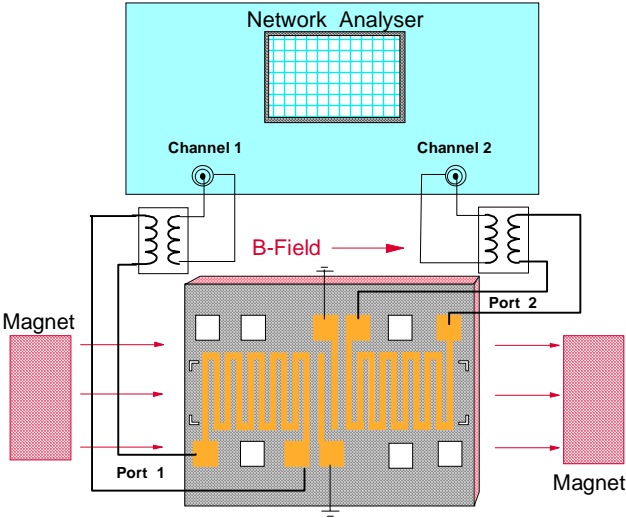 Network Analyser
Channel 1
Channel 2
B-Field
Port 2
Magnet
Port 1
Magnet